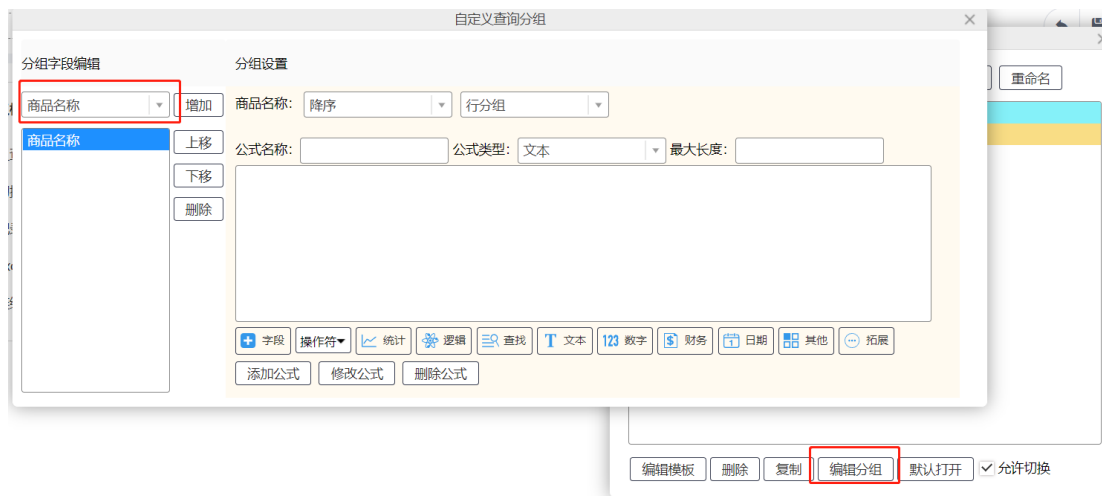 自定义查询分组
分组字段编辑 分组设置
重命名
商品名称 增加 商品名称: 降序 行分组
商品名称 上移
公式名称: 公式类型: 文本 最大长度:
下移
删除
字段 操作符 统计 逻辑 查找 T 文本 123 数字 $ 财务 1 日期 其他 拓展
添加公式 修改公式 删除公式
编辑模板 删除 复制 编辑分组 默认打开 允许切换